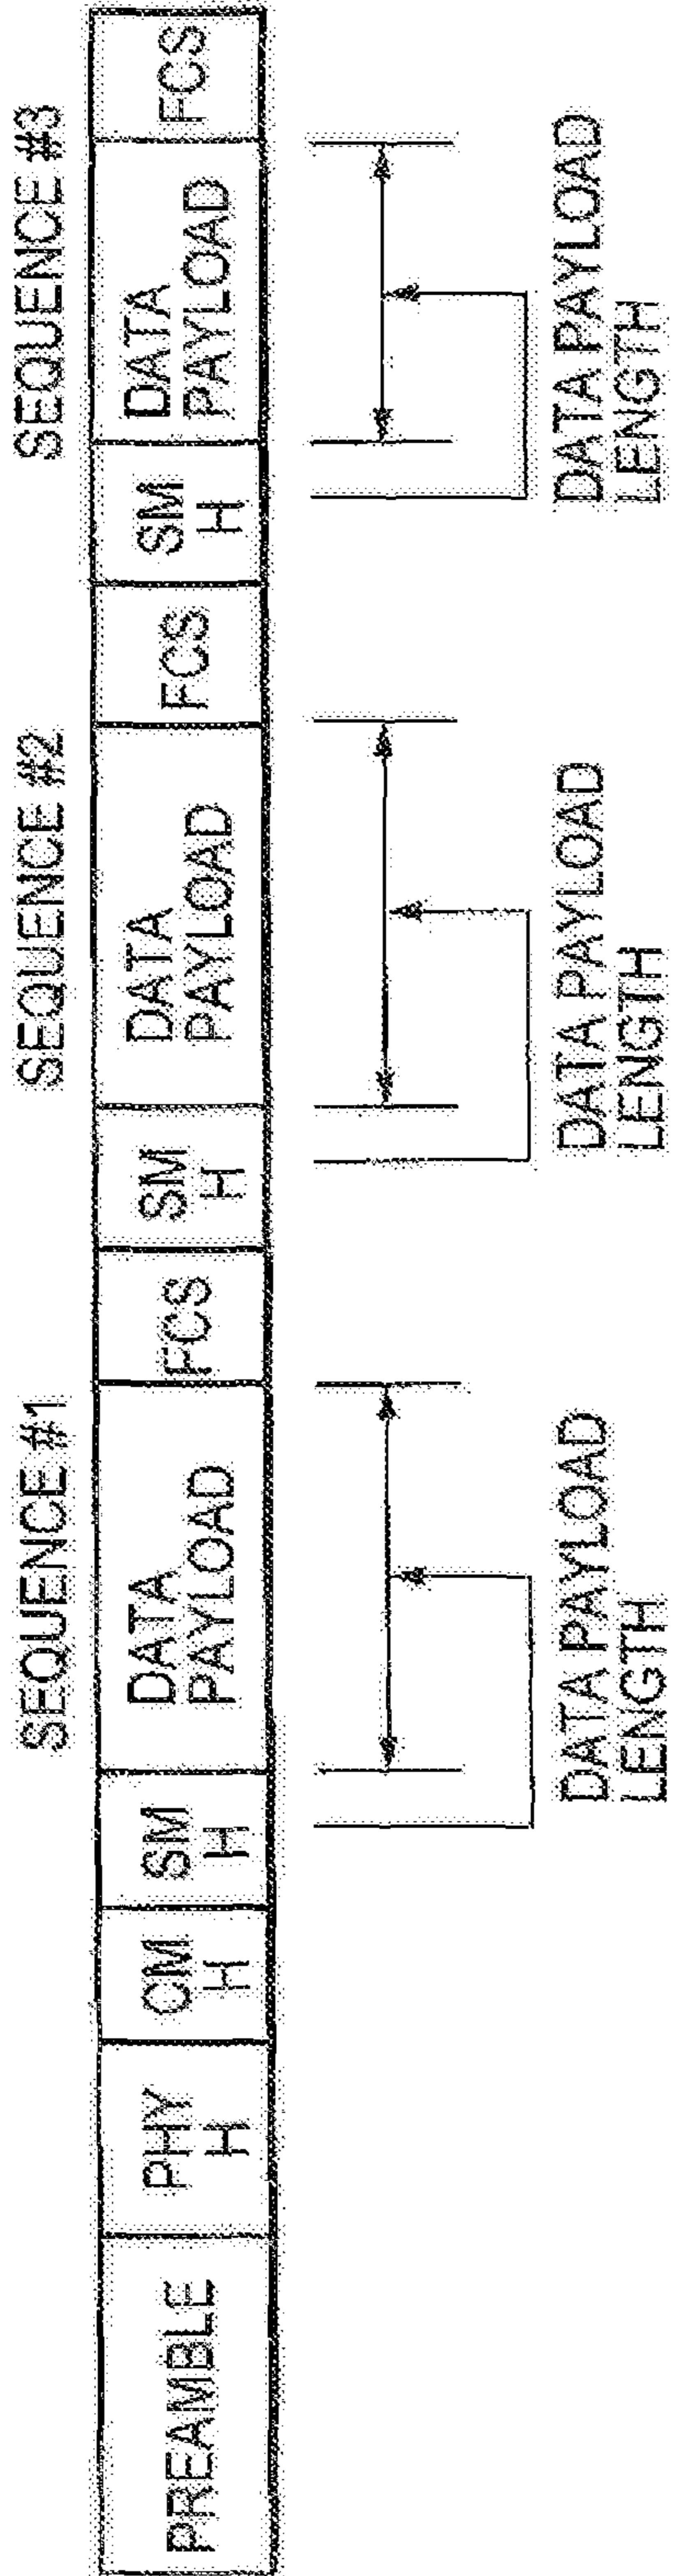 SEQUENCE #1
SEQUENCE #2
SEQUENCE #3
PREAMBLE
PHY
H
CM
H
SM
H
DATA
PAYLOAD
FCS
SM
H
DATA
PAYLOAD
FCS
SM
H
DATA
PAYLOAD
FCS
DATA PAYLOAD
LENGTH
DATA PAYLOAD
LENGTH
DATA PAYLOAD
LENGTH